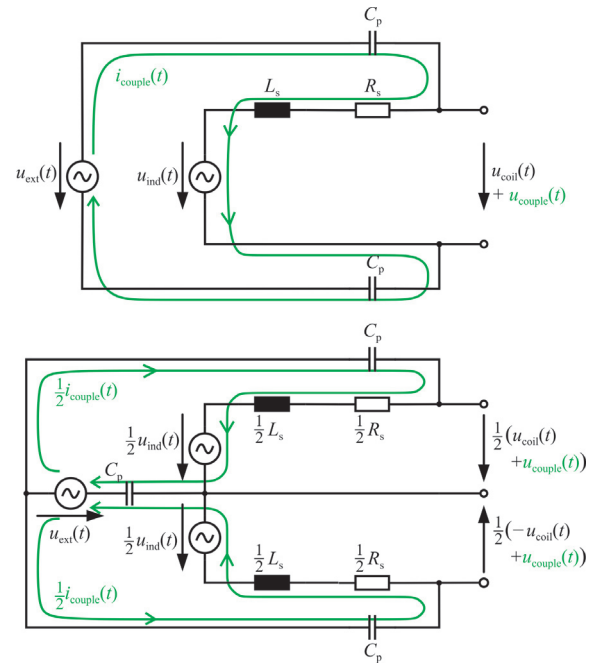 C_p
i_couple(t)
L_s R_s
u_ext(t) u_ind(t) u_coil(t)
+ u_couple(t)
C_p
C_p
½i_couple(t)
½u_ind(t) ½L_s ½R_s ½(u_coil(t)
+u_couple(t))
C_p
u_ext(t) ½u_ind(t) ½(−u_coil(t)
+u_couple(t))
½L_s ½R_s
½i_couple(t)
C_p